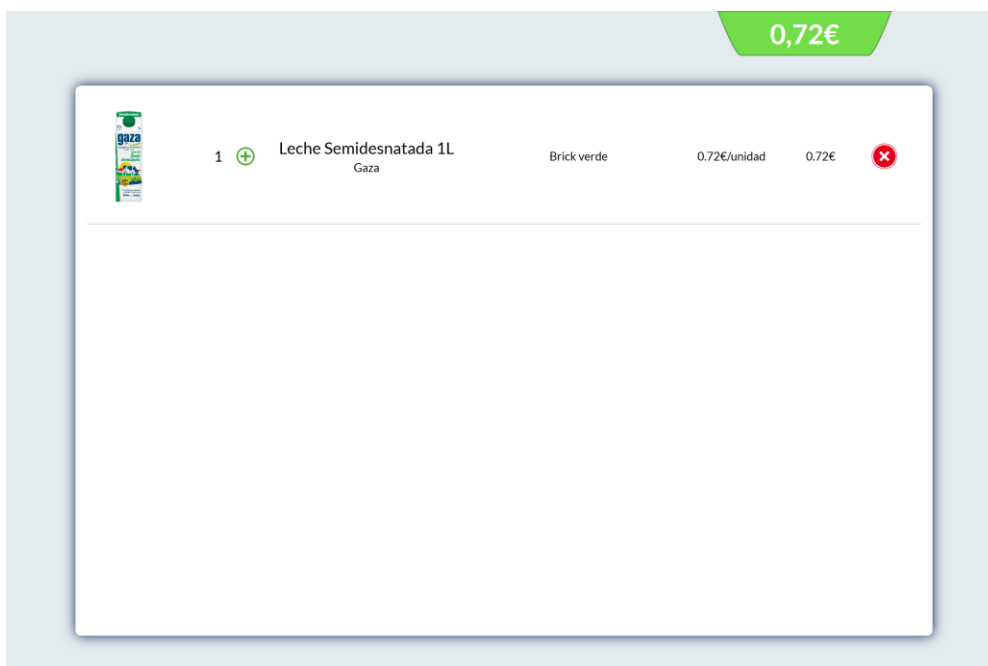 0,72€
gaza
1
Leche Semidesnatada 1L
Gaza
Brick verde
0.72€/unidad
0.72€